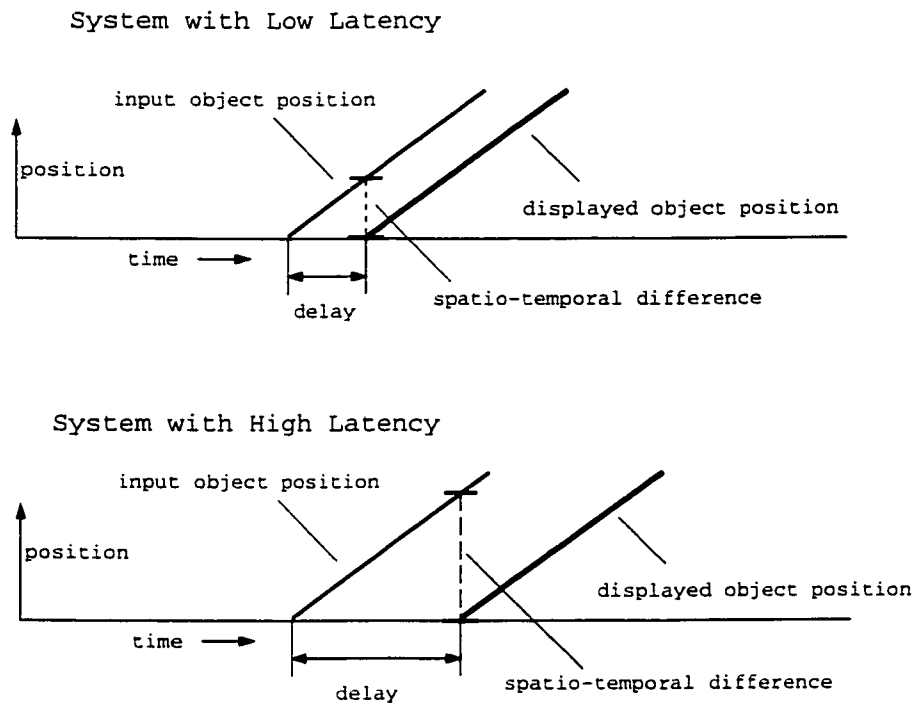 System with Low Latency
input object position
position
displayed object position
time
spatio-temporal difference
delay
System with High Latency
input object position
position
displayed object position
time
spatio-temporal difference
delay